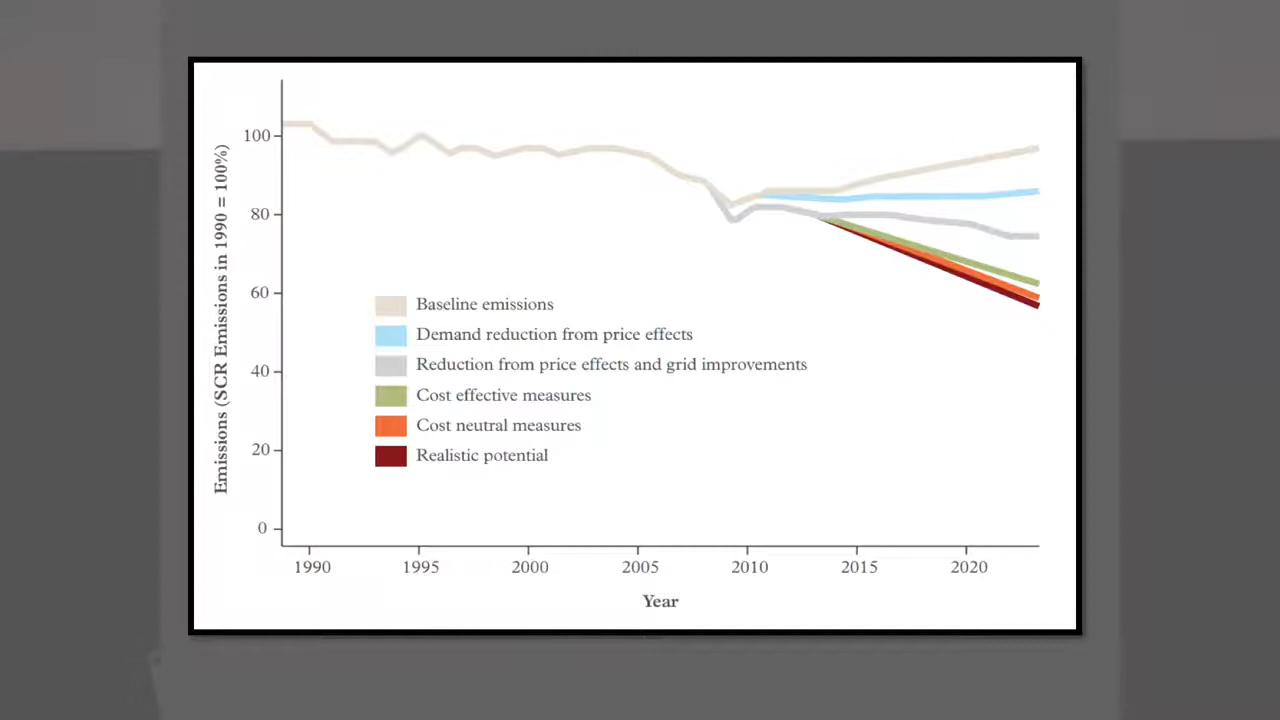 Emissions (SCR Emissions in 1990 = 100%)
100
80
60
40
20
0
Baseline emissions
Demand reduction from price effects
Reduction from price effects and grid improvements
Cost effective measures
Cost neutral measures
Realistic potential
1990 1995 2000 2005 2010 2015 2020
Year